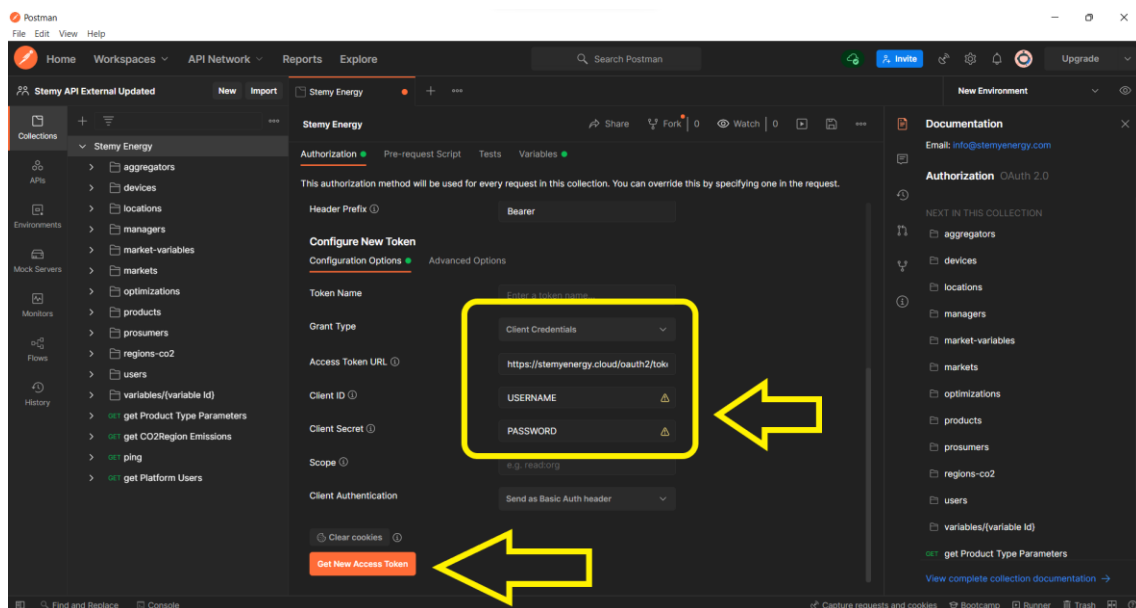 Postman
File Edit View Help
Home Workspaces API Network Reports Explore
Search Postman
Invite
Upgrade
Stemy API External Updated
New Import
Stemy Energy
New Environment
Collections
APIs
Environments
Mock Servers
Monitors
Flows
History
Stemy Energy
aggregators
devices
locations
managers
market-variables
markets
optimizations
products
prosumers
regions-co2
users
variables/{variable Id}
GET get Product Type Parameters
GET get CO2Region Emissions
GET ping
GET get Platform Users
Stemy Energy
Share Fork 0 Watch 0
Authorization Pre-request Script Tests Variables
This authorization method will be used for every request in this collection. You can override this by specifying one in the request.
Header Prefix
Bearer
Configure New Token
Configuration Options Advanced Options
Token Name
Enter a token name...
Grant Type
Client Credentials
Access Token URL
https://stemyenergy.cloud/oauth2/tok
Client ID
USERNAME
Client Secret
PASSWORD
Scope
e.g. read:org
Client Authentication
Send as Basic Auth header
Clear cookies
Get New Access Token
Documentation
Email: info@stemyenergy.com
Authorization OAuth 2.0
NEXT IN THIS COLLECTION
aggregators
devices
locations
managers
market-variables
markets
optimizations
products
prosumers
regions-co2
users
variables/{variable Id}
GET get Product Type Parameters
View complete collection documentation →
Find and Replace Console
Capture requests and cookies Bootcamp Runner Trash